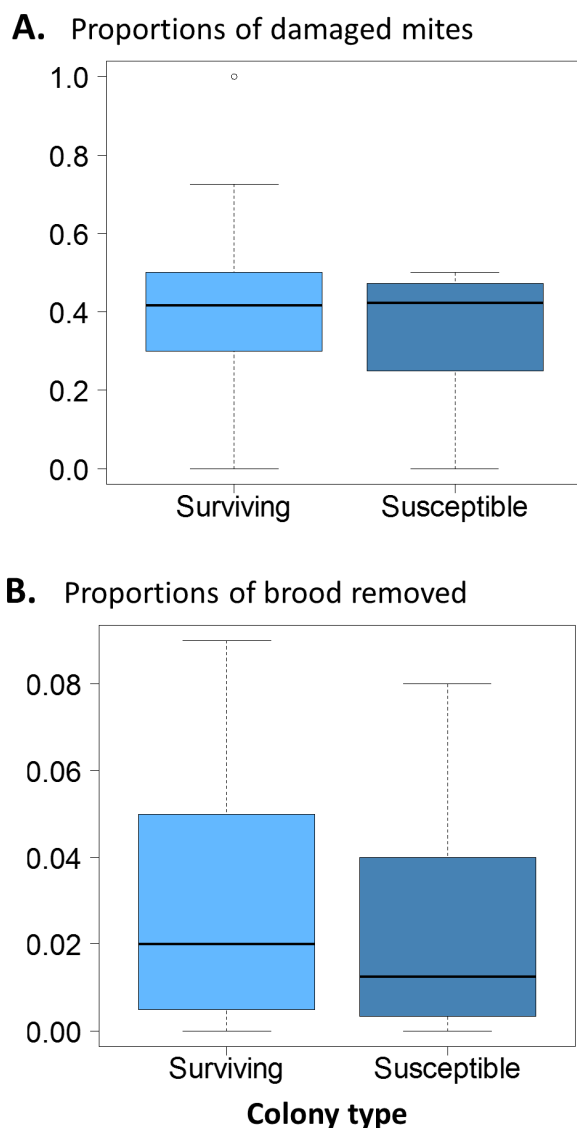 A. Proportions of damaged mites
1.0
0.8
0.6
0.4
0.2
0.0
Surviving Susceptible
B. Proportions of brood removed
0.08
0.06
0.04
0.02
0.00
Surviving Susceptible
Colony type